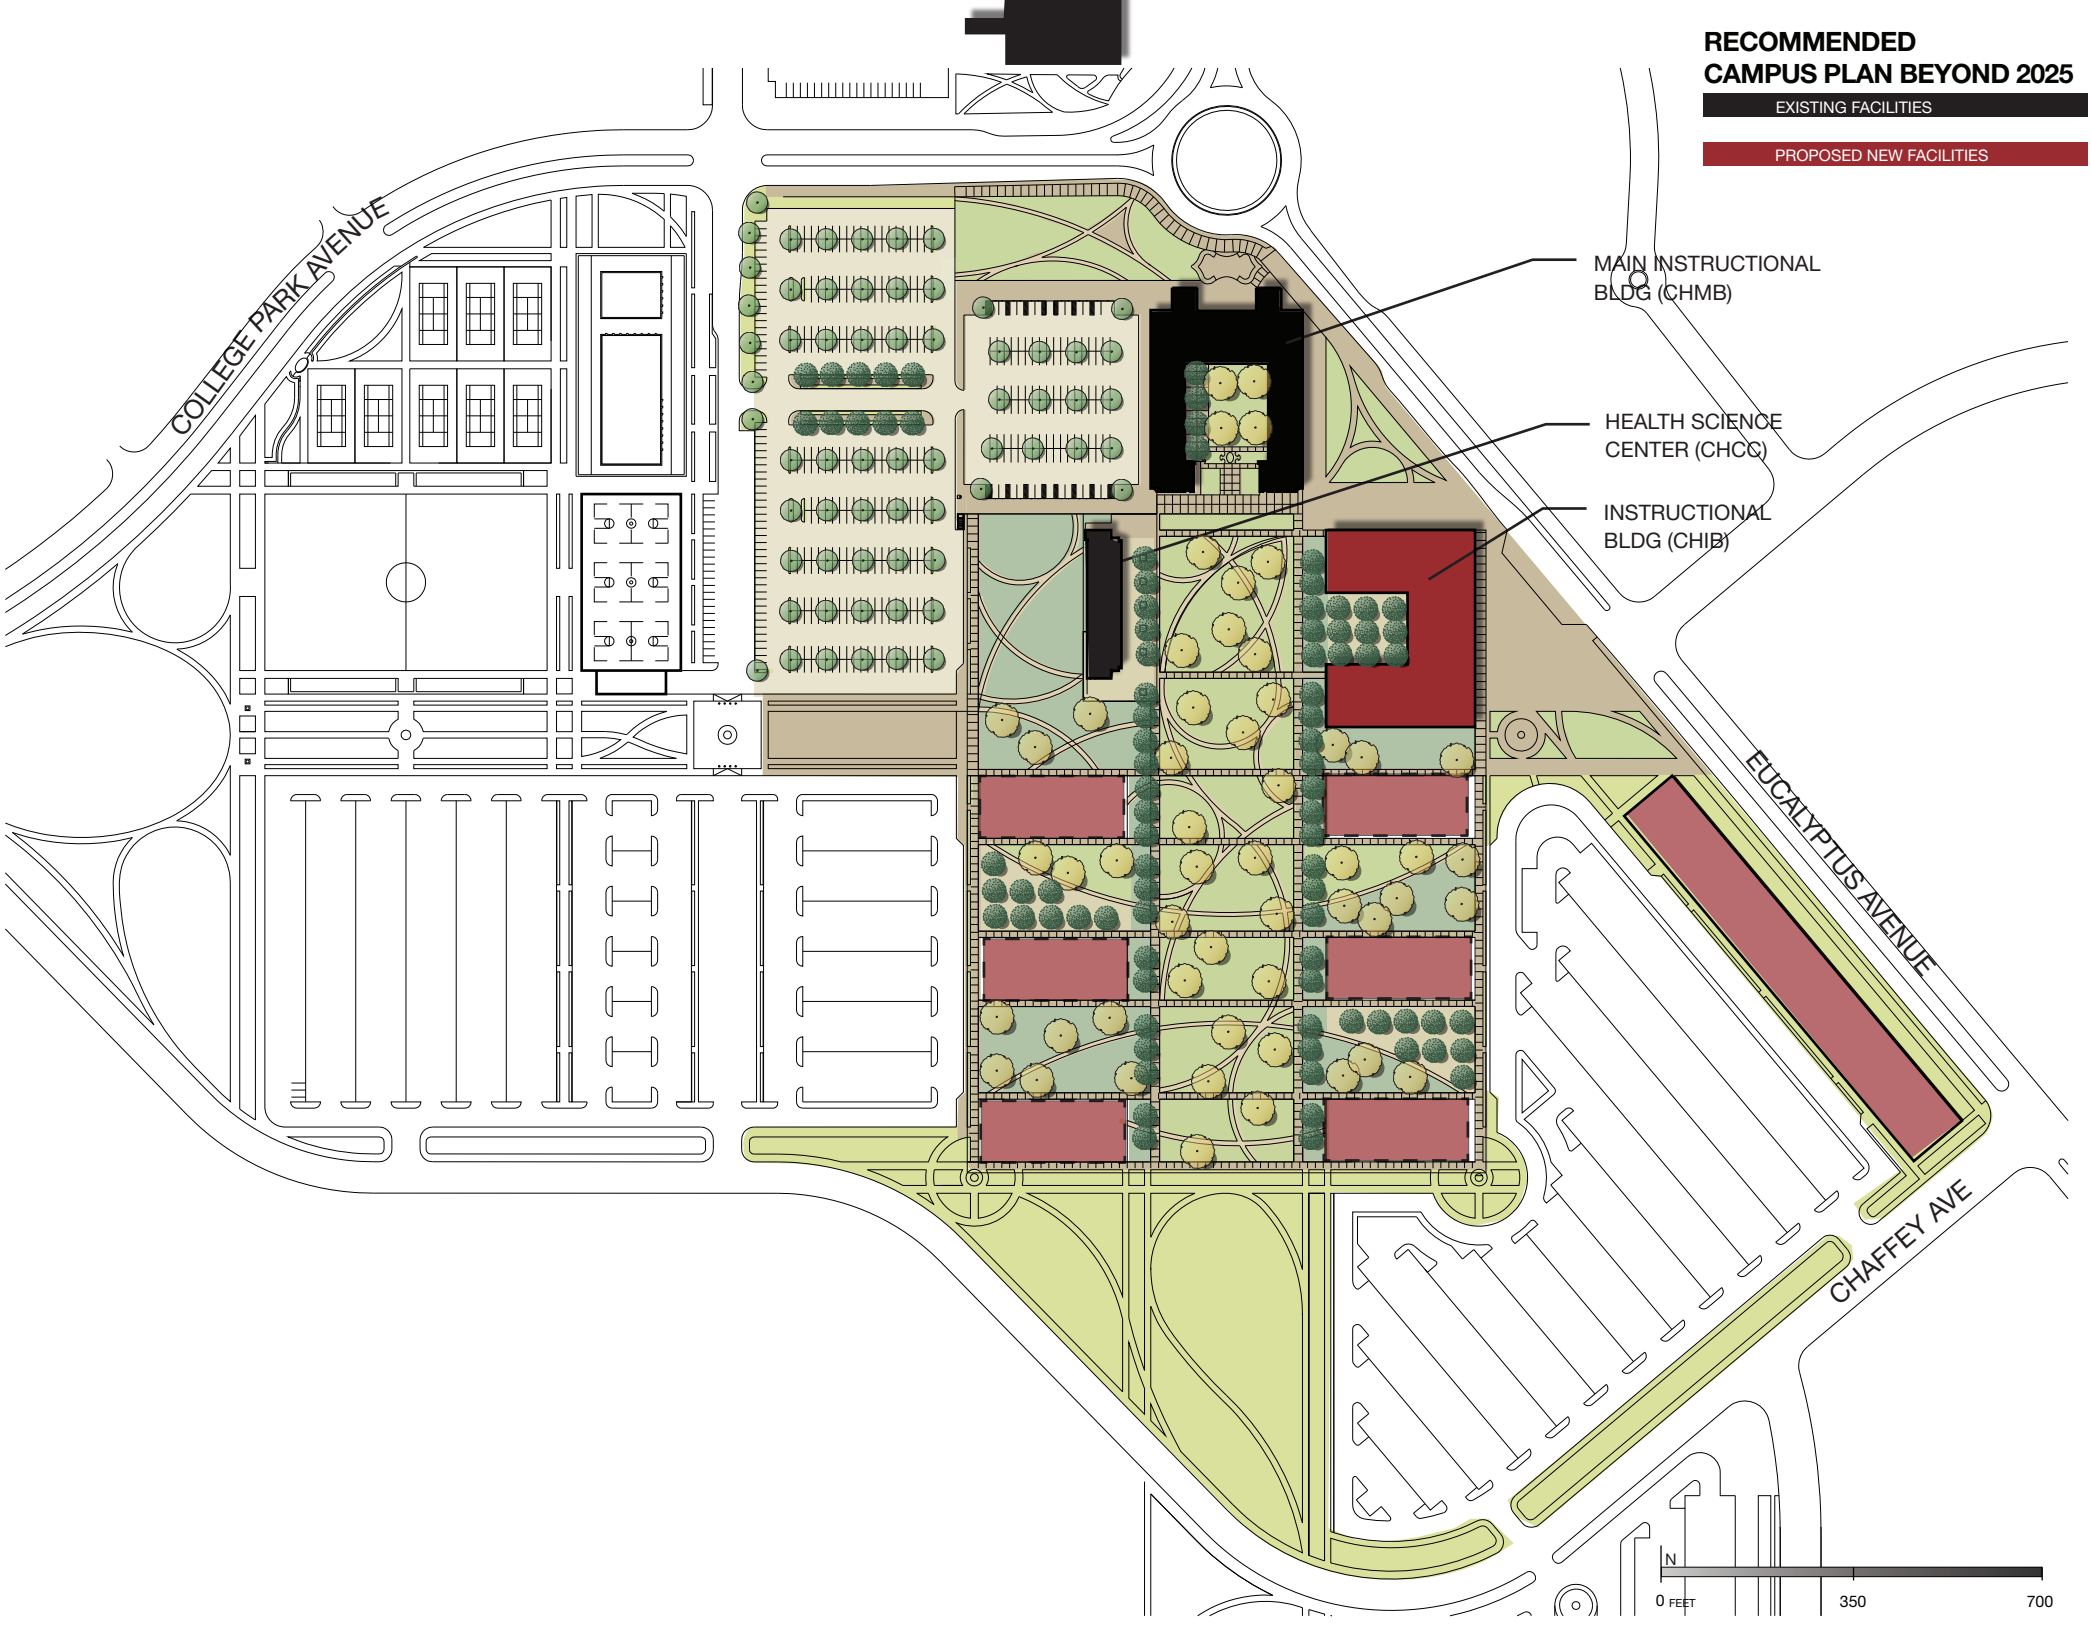 RECOMMENDED
CAMPUS PLAN BEYOND 2025
EXISTING FACILITIES
PROPOSED NEW FACILITIES
COLLEGE PARK AVENUE
MAIN INSTRUCTIONAL
BLDG (CHMB)
HEALTH SCIENCE
CENTER (CHCC)
INSTRUCTIONAL
BLDG (CHIB)
EUCALYPTUS AVENUE
CHAFFEY AVE
N
0 FEET 350 700